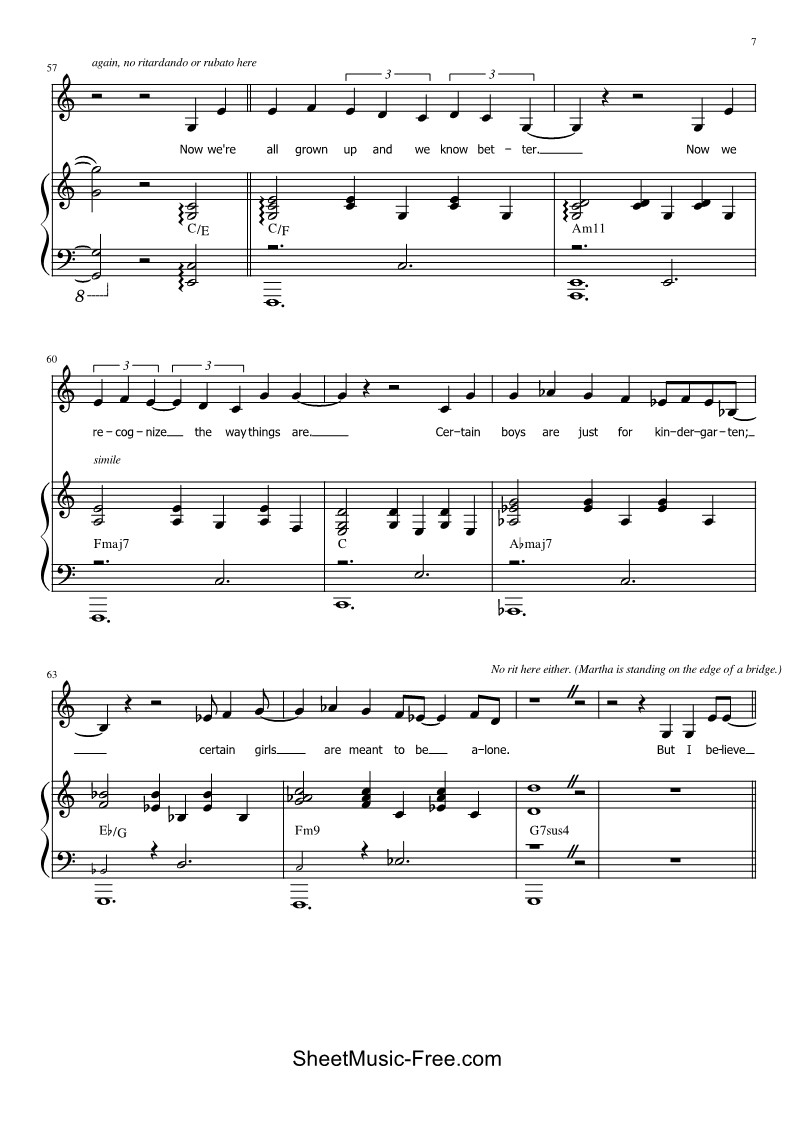 7
again, no ritardando or rubato here
57
3 3
Now we're all grown up and we know bet – ter. Now we
C/E C/F Am11
8
60
3 3
re – cog – nize the way things are. Cer – tain boys are just for kin – der – gar – ten;
simile
Fmaj7 C A♭maj7
No rit here either. (Martha is standing on the edge of a bridge.)
63
certain girls are meant to be a – lone. But I be – lieve
E♭/G Fm9 G7sus4
SheetMusic-Free.com